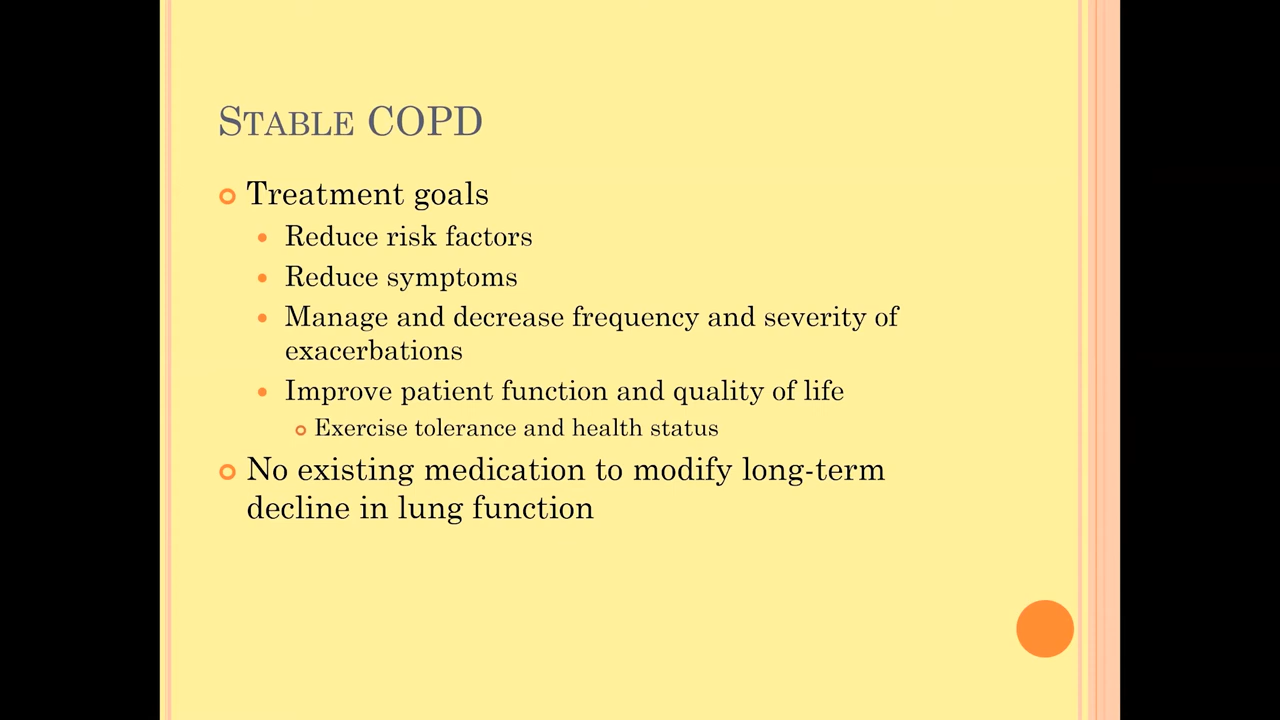 Stable COPD
Treatment goals
Reduce risk factors
Reduce symptoms
Manage and decrease frequency and severity of
exacerbations
Improve patient function and quality of life
Exercise tolerance and health status
No existing medication to modify long-term
decline in lung function